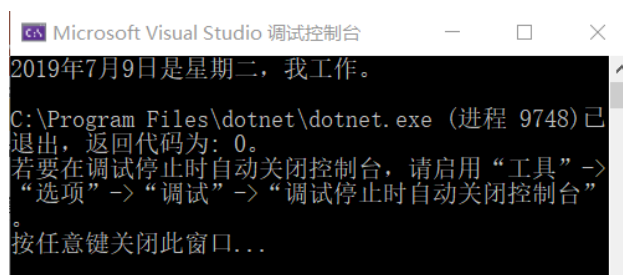 Microsoft Visual Studio 调试控制台
2019年7月9日是星期二，我工作。
C:\Program Files\dotnet\dotnet.exe (进程 9748)已
退出，返回代码为: 0。
若要在调试停止时自动关闭控制台，请启用“工具”->
“选项”->“调试”->“调试停止时自动关闭控制台”
。
按任意键关闭此窗口...